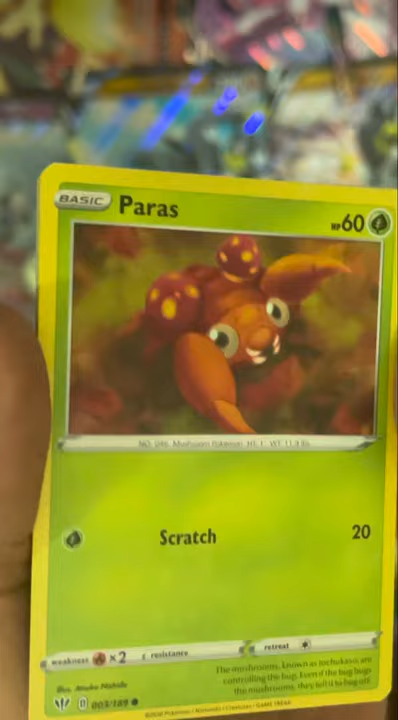 BASIC Paras HP 60
NO. 046 Mushroom Pokémon HT: 1' WT: 11.9 lbs.
Scratch 20
weakness ×2 resistance retreat
The mushrooms, known as tochukaso, are
controlling the bug. Even if the bug bugs
the mushrooms, they tell it to bug off.
Illus. Atsuko Nishida
D 003/189
©2020 Pokémon / Nintendo / Creatures / GAME FREAK